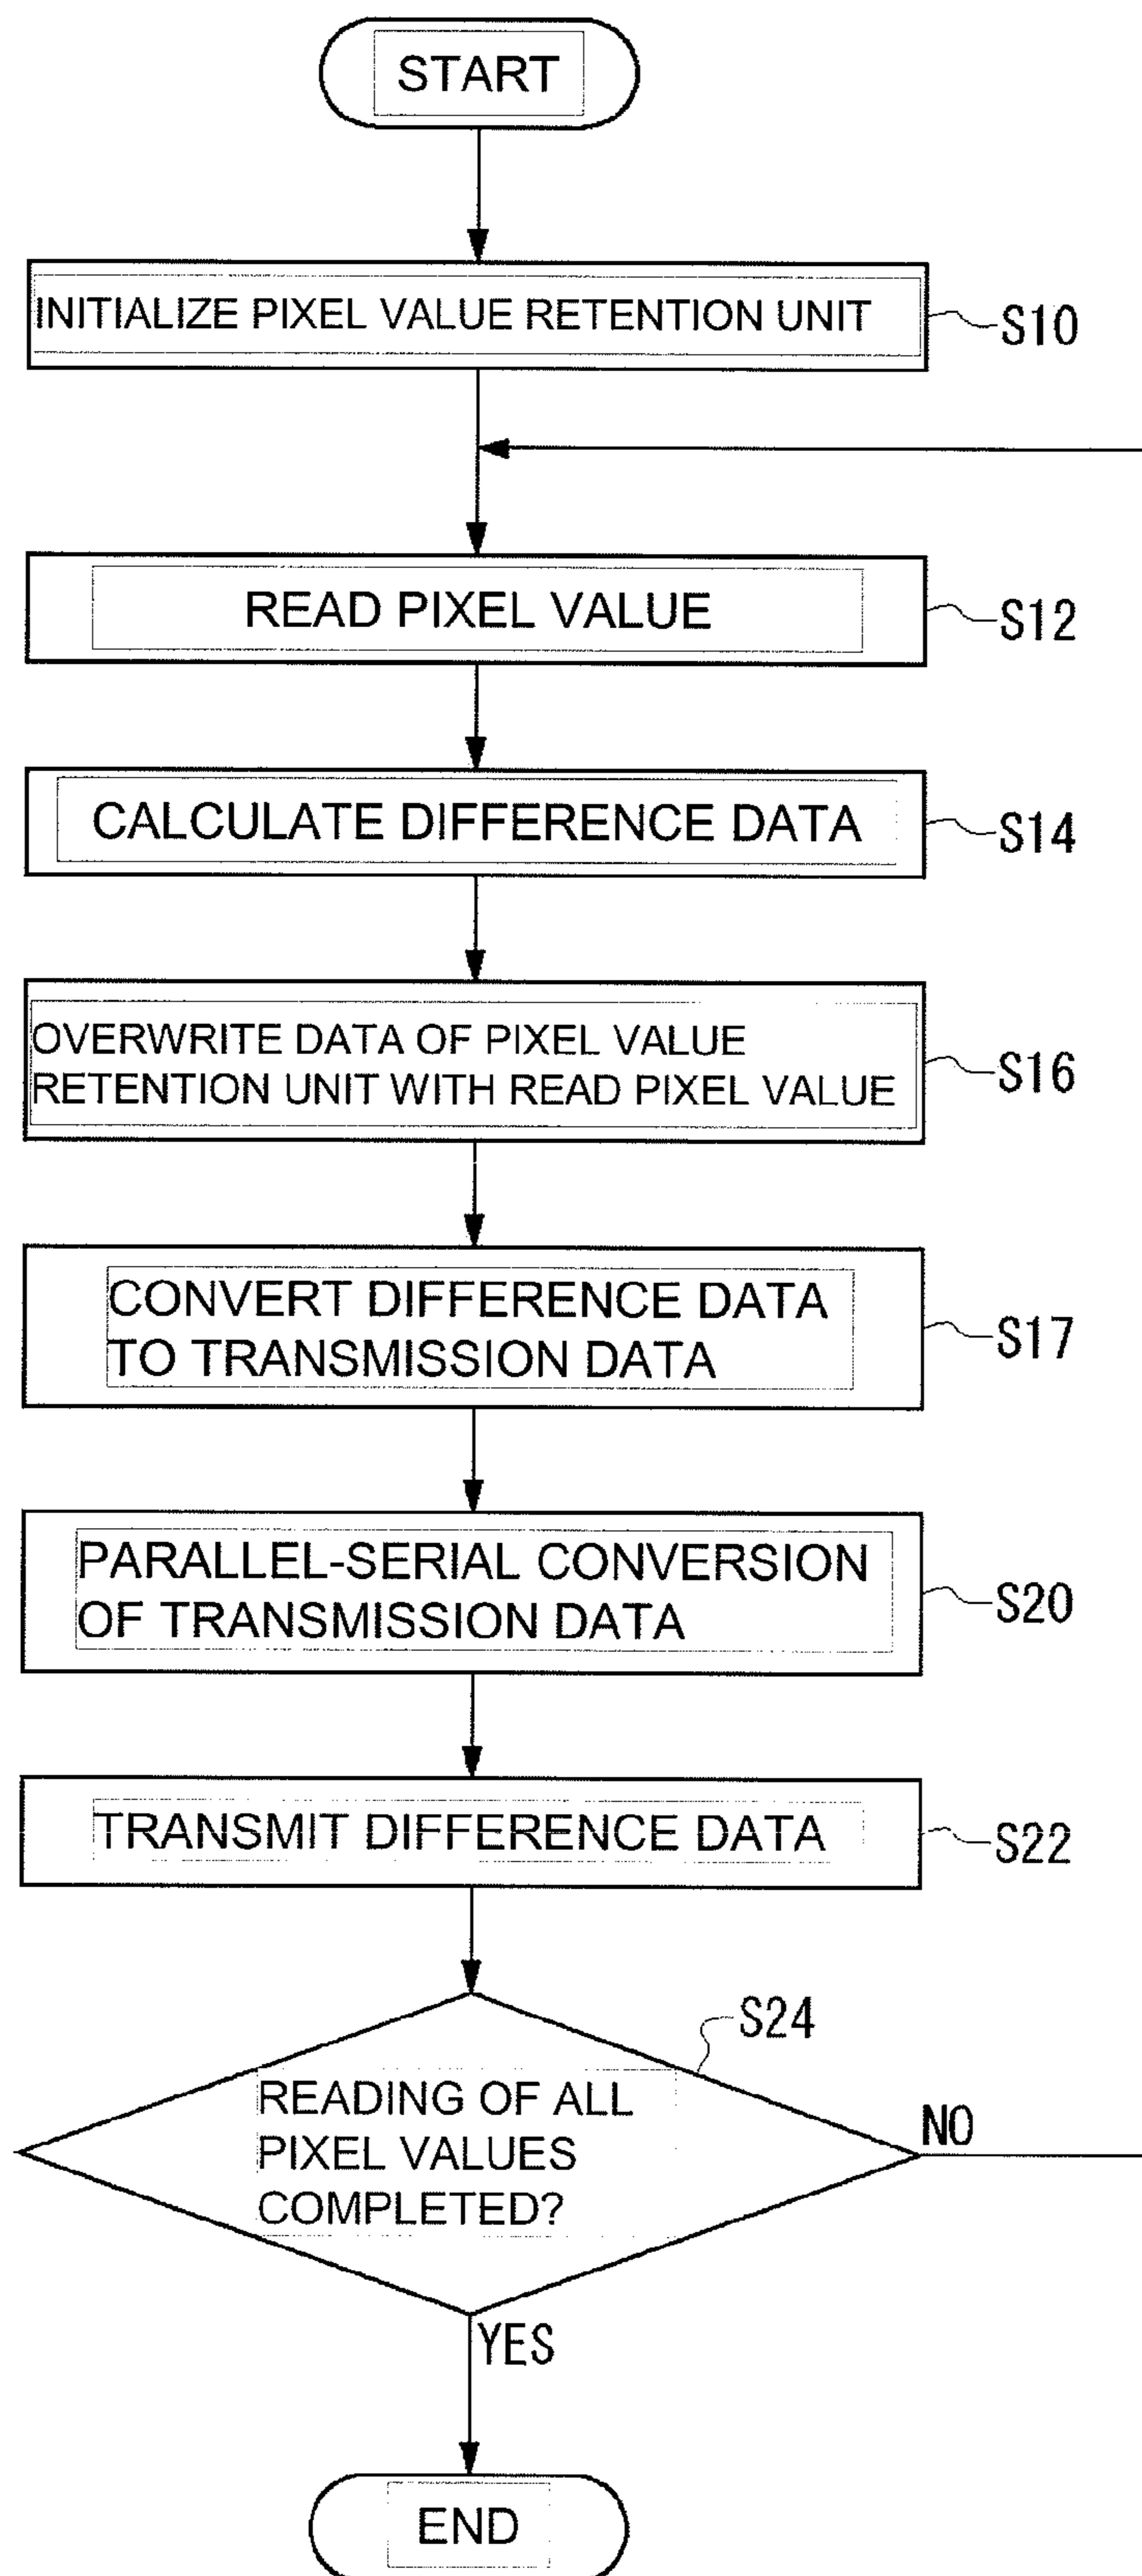 START
INITIALIZE PIXEL VALUE RETENTION UNIT
S10
READ PIXEL VALUE
S12
CALCULATE DIFFERENCE DATA
S14
OVERWRITE DATA OF PIXEL VALUE
RETENTION UNIT WITH READ PIXEL VALUE
S16
CONVERT DIFFERENCE DATA
TO TRANSMISSION DATA
S17
PARALLEL-SERIAL CONVERSION
OF TRANSMISSION DATA
S20
TRANSMIT DIFFERENCE DATA
S22
S24
READING OF ALL
PIXEL VALUES
COMPLETED?
NO
YES
END